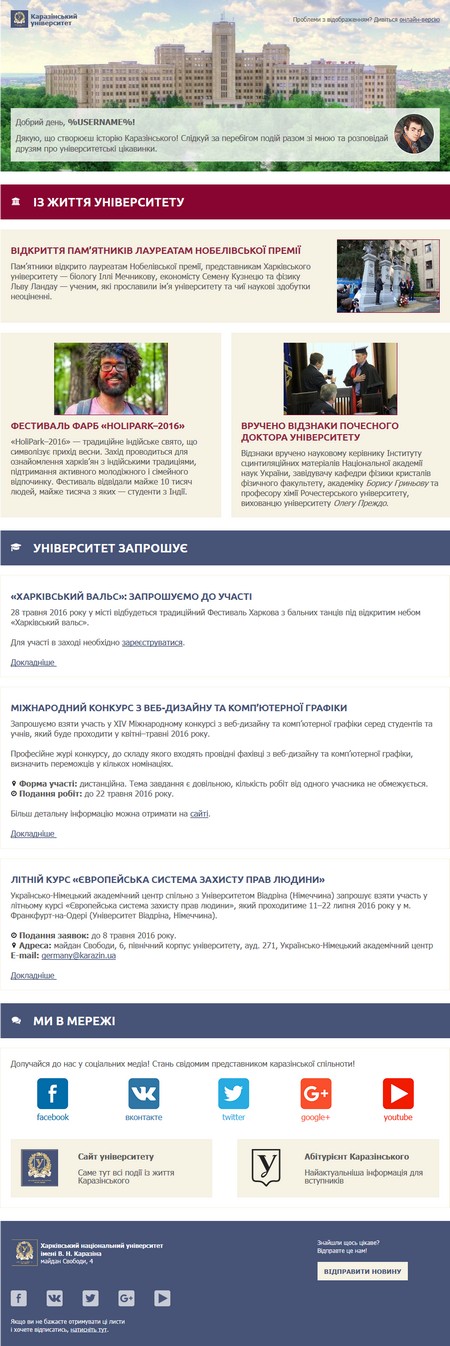 Каразінський
університет
Проблеми з відображенням? Дивіться онлайн-версію
Добрий день, %USERNAME%!
Дякую, що створюєш історію Каразінського! Слідкуй за перебігом подій разом зі мною та розповідай
друзям про університетські цікавинки.
ІЗ ЖИТТЯ УНІВЕРСИТЕТУ
ВІДКРИТТЯ ПАМ'ЯТНИКІВ ЛАУРЕАТАМ НОБЕЛІВСЬКОЇ ПРЕМІЇ
Пам'ятники відкрито лауреатам Нобелівської премії, представникам Харківського
університету — біологу Іллі Мечникову, економісту Семену Кузнецю та фізику
Льву Ландау — ученим, які прославили ім'я університету та чиї наукові здобутки
неоціненні.
ФЕСТИВАЛЬ ФАРБ «HOLIPARK–2016»
«HoliPark–2016» — традиційне індійське свято, що
символізує прихід весни. Захід проводиться для
ознайомлення харків'ян з індійськими традиціями,
підтримання активного молодіжного і сімейного
відпочинку. Фестиваль відвідали майже 10 тисяч
людей, майже тисяча з яких — студенти з Індії.
ВРУЧЕНО ВІДЗНАКИ ПОЧЕСНОГО
ДОКТОРА УНІВЕРСИТЕТУ
Відзнаки вручено науковому керівнику Інституту
сцинтиляційних матеріалів Національної академії
наук України, завідувачу кафедри фізики кристалів
фізичного факультету, академіку Борису Гриньову та
професору хімії Рочестерського університету,
вихованцю університету Олегу Преждо.
УНІВЕРСИТЕТ ЗАПРОШУЄ
«ХАРКІВСЬКИЙ ВАЛЬС»: ЗАПРОШУЄМО ДО УЧАСТІ
28 травня 2016 року у місті відбудеться традиційний Фестиваль Харкова з бальних танців під відкритим небом
«Харківський вальс».
Для участі в заході необхідно зареєструватися.
Докладніше
МІЖНАРОДНИЙ КОНКУРС З ВЕБ-ДИЗАЙНУ ТА КОМП'ЮТЕРНОЇ ГРАФІКИ
Запрошуємо взяти участь у XIV Міжнародному конкурсі з веб-дизайну та комп'ютерної графіки серед студентів та
учнів, який буде проходити у квітні–травні 2016 року.
Професійне журі конкурсу, до складу якого входять провідні фахівці з веб-дизайну та комп'ютерної графіки,
визначить переможців у кількох номінаціях.
Форма участі: дистанційна. Тема завдання є довільною, кількість робіт від одного учасника не обмежується.
Подання робіт: до 22 травня 2016 року.
Більш детальну інформацію можна отримати на сайті.
Докладніше
ЛІТНІЙ КУРС «ЄВРОПЕЙСЬКА СИСТЕМА ЗАХИСТУ ПРАВ ЛЮДИНИ»
Українсько-Німецький академічний центр спільно з Університетом Віадріна (Німеччина) запрошує взяти участь у
літньому курсі «Європейська система захисту прав людини», який проходитиме 11–22 липня 2016 року у м.
Франкфурт-на-Одері (Університет Віадріна, Німеччина).
Подання заявок: до 8 травня 2016 року.
Адреса: майдан Свободи, 6, північний корпус університету, ауд. 271, Українсько-Німецький академічний центр
E-mail: germany@karazin.ua
Докладніше
МИ В МЕРЕЖІ
Долучайся до нас у соціальних медіа! Стань свідомим представником каразінської спільноти!
facebook
вконтакте
twitter
google+
youtube
Сайт університету
Саме тут всі події із життя
Каразінського
Абітурієнт Каразінського
Найактуальніша інформація для
вступників
Харківський національний університет
імені В. Н. Каразіна
майдан Свободи, 4
Знайшли щось цікаве?
Відправте це нам!
ВІДПРАВИТИ НОВИНУ
Якщо ви не бажаєте отримувати ці листи
і хочете відписатись, натисніть тут.